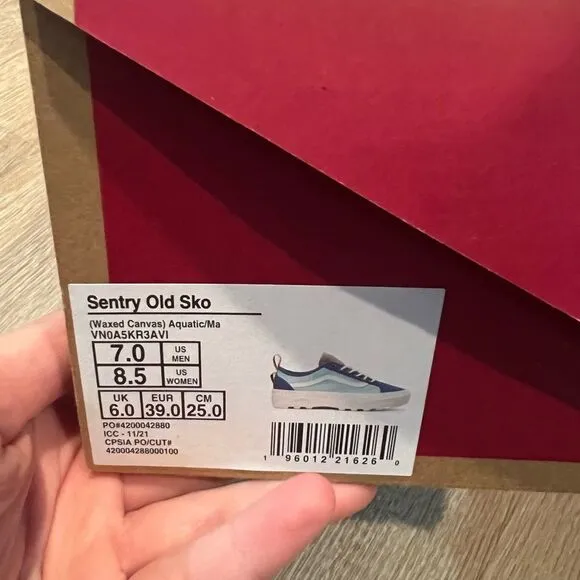 Sentry Old Sko
(Waxed Canvas) Aquatic/Ma
VN0A5KR3AVI
7.0 US MEN
8.5 US WOMEN
UK 6.0 EUR 39.0 CM 25.0
PO#4200042880
ICC - 11/21
CPSIA PO/CUT#
420004288000100
1 96012 21626 0